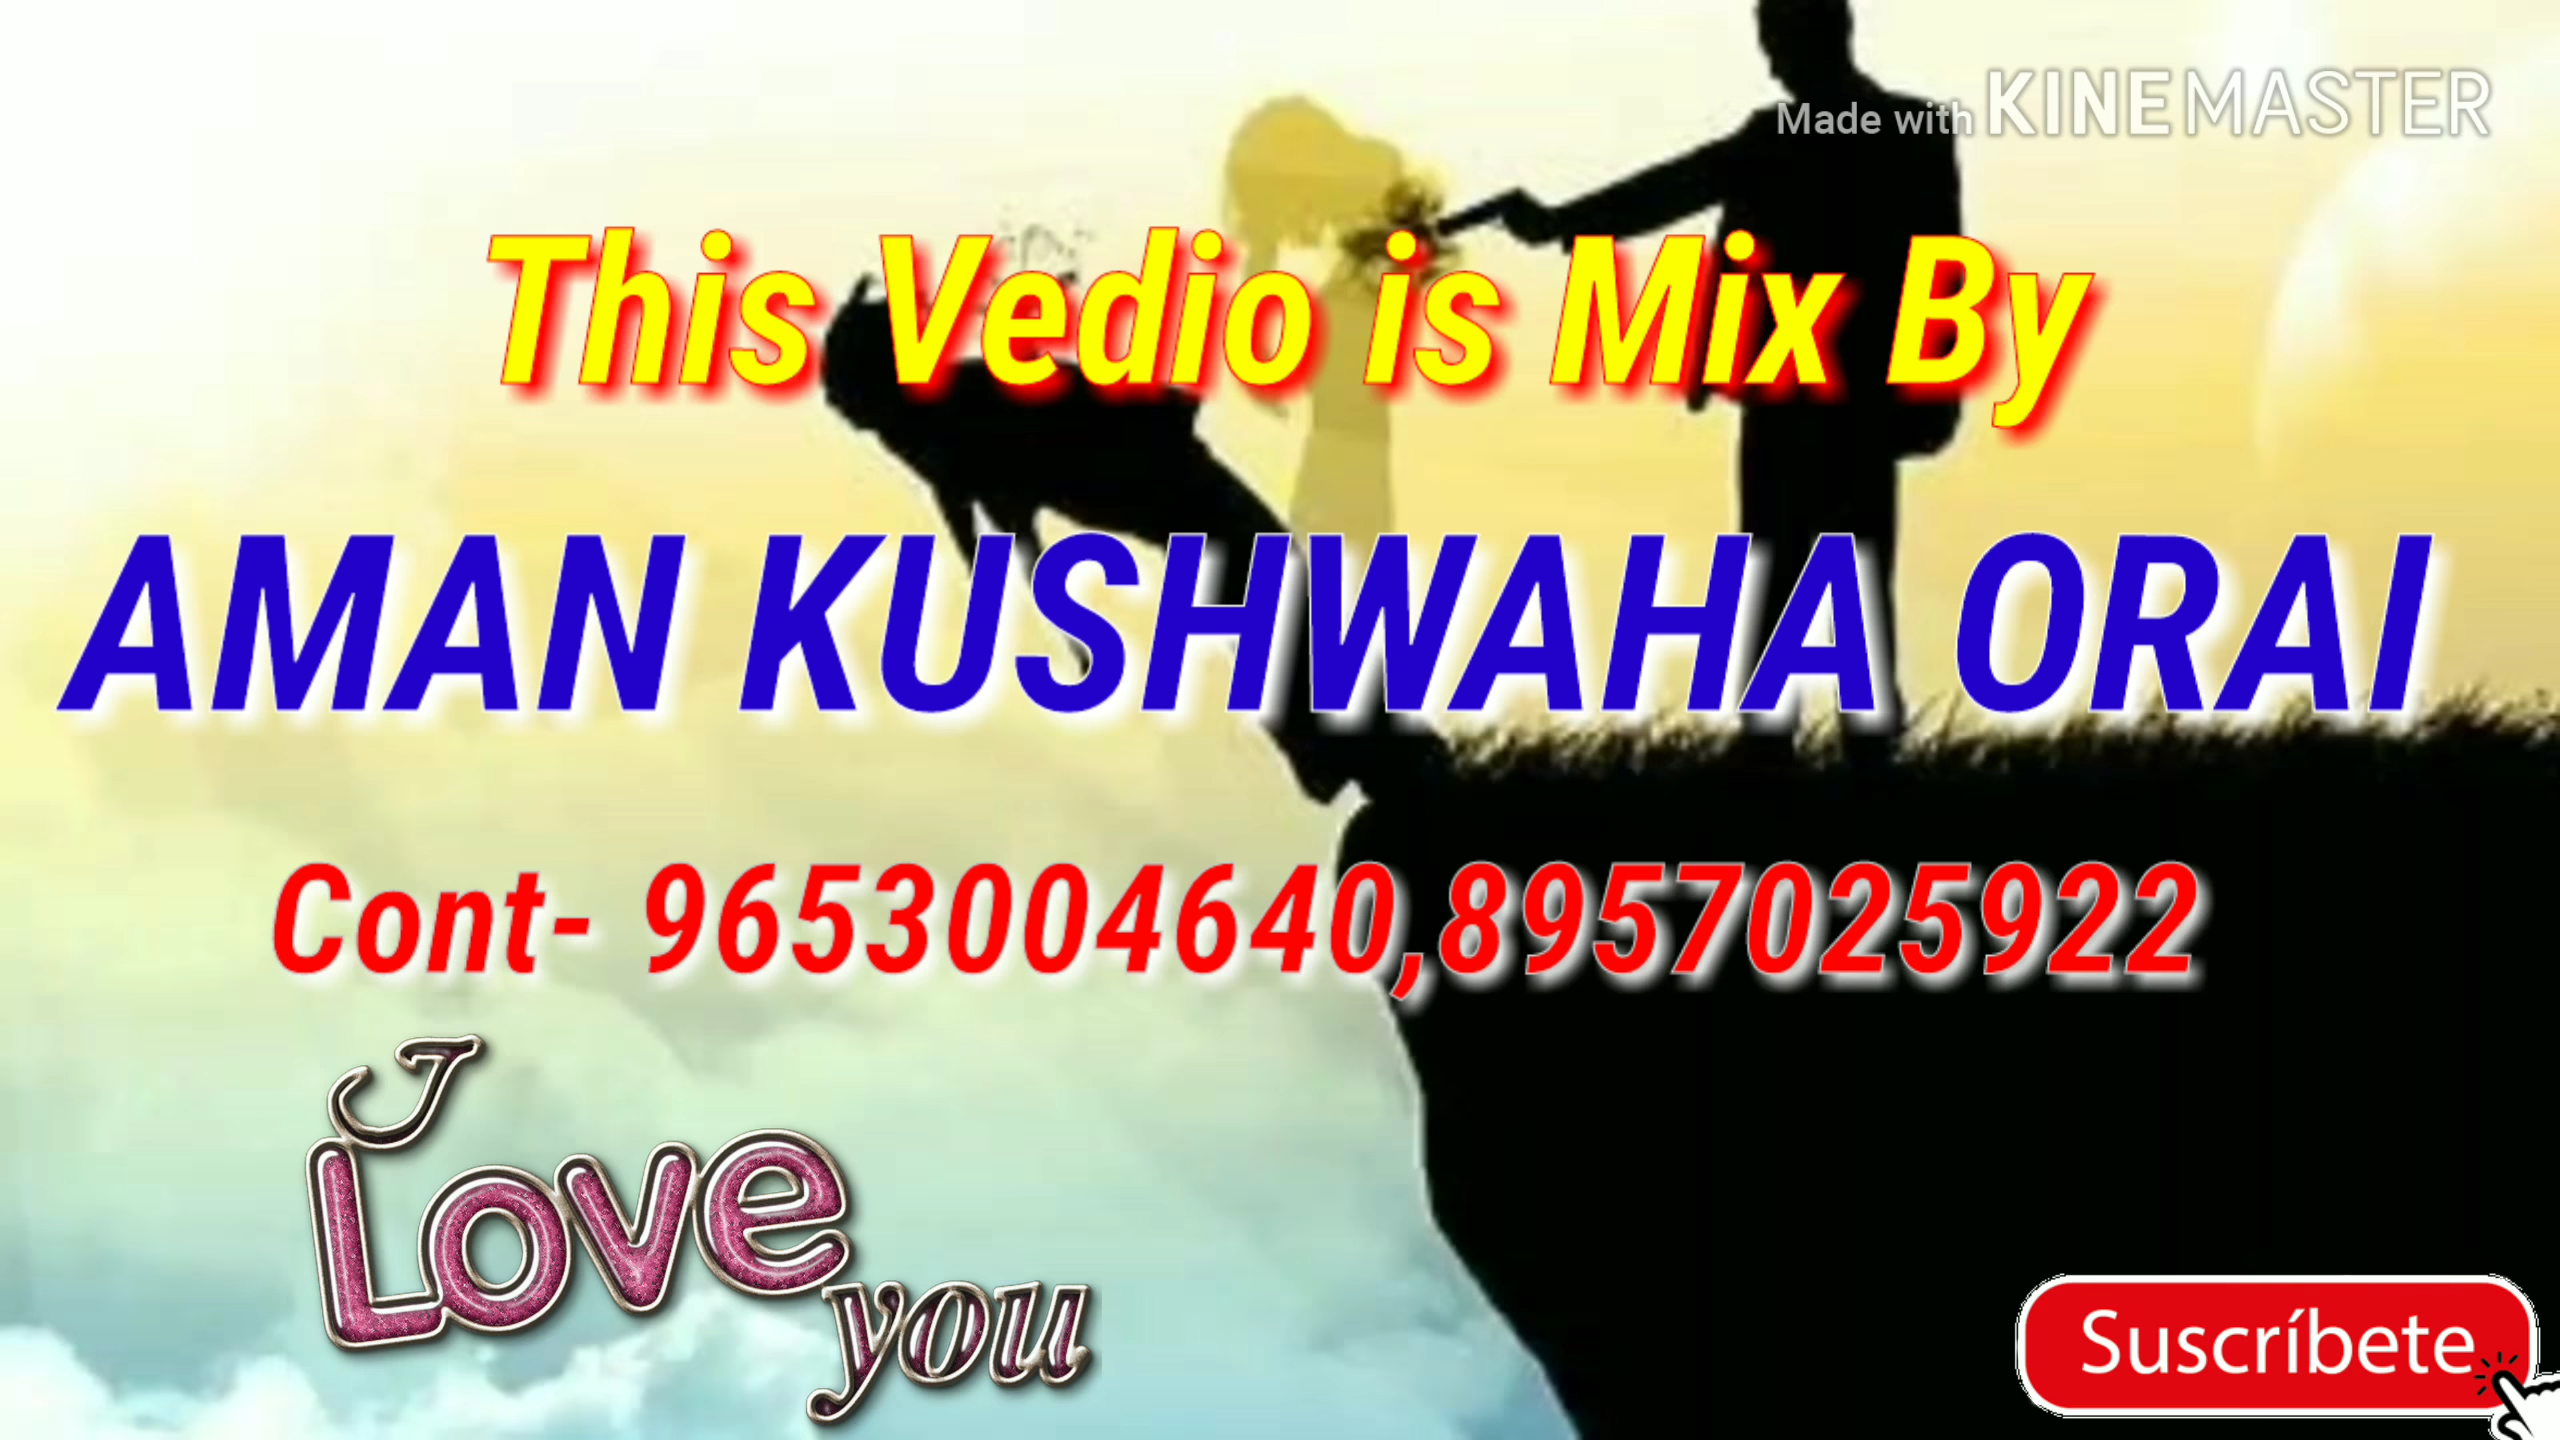 Made with KINEMASTER
This Vedio is Mix By
AMAN KUSHWAHA ORAI
Cont- 9653004640,8957025922
I
Love
you
Suscríbete